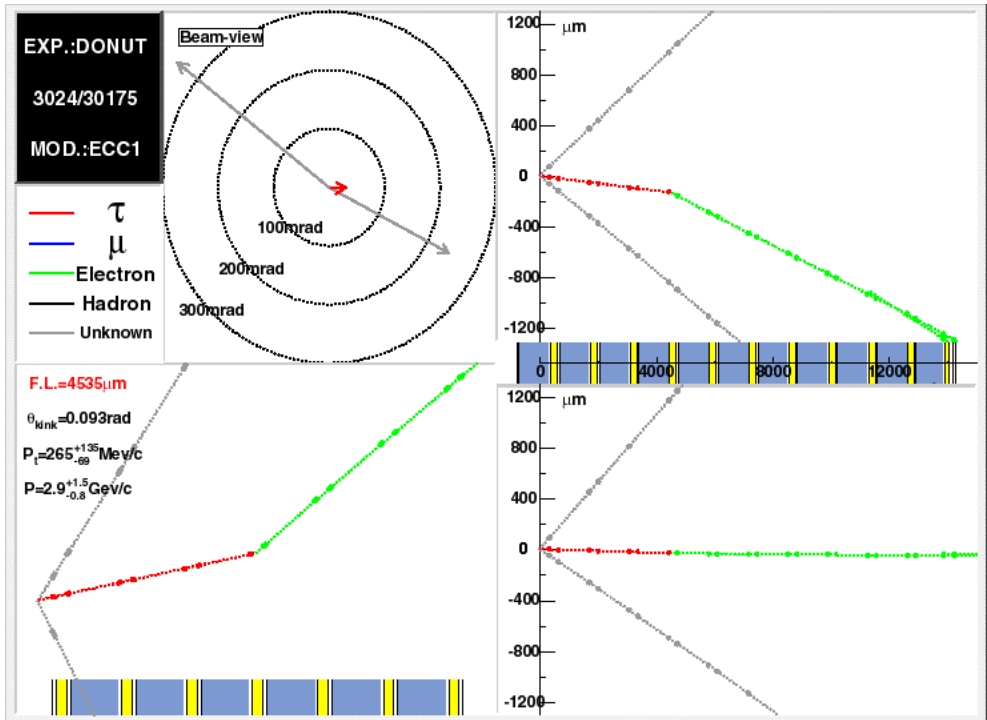 EXP.:DONUT
3024/30175
MOD.:ECC1
τ
μ
Electron
Hadron
Unknown
Beam-view
100mrad
200mrad
300mrad
1200
μm
800
400
0
-400
-800
-1200
0
4000
8000
12000
F.L.=4535μm
θkink=0.093rad
Pt=265+135-69Mev/c
P=2.9+1.5-0.8Gev/c
1200
μm
800
400
0
-400
-800
-1200